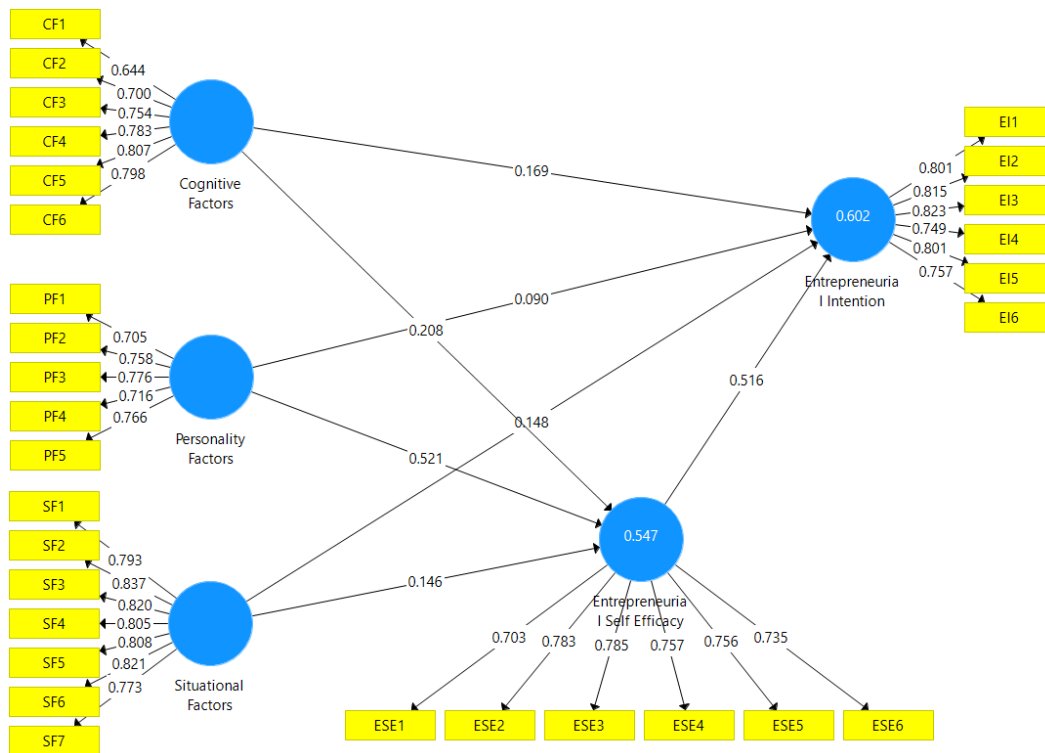 CF1
CF2
CF3
CF4
CF5
CF6
0.644
0.700
0.754
0.783
0.807
0.798
Cognitive
Factors
PF1
PF2
PF3
PF4
PF5
0.705
0.758
0.776
0.716
0.766
Personality
Factors
SF1
SF2
SF3
SF4
SF5
SF6
SF7
0.793
0.837
0.820
0.805
0.808
0.821
0.773
Situational
Factors
0.169
0.208
0.090
0.521
0.148
0.146
0.516
0.602
Entrepreneuria
l Intention
0.801
0.815
0.823
0.749
0.801
0.757
EI1
EI2
EI3
EI4
EI5
EI6
0.547
Entrepreneuria
l Self Efficacy
0.703
0.783
0.785
0.757
0.756
0.735
ESE1
ESE2
ESE3
ESE4
ESE5
ESE6